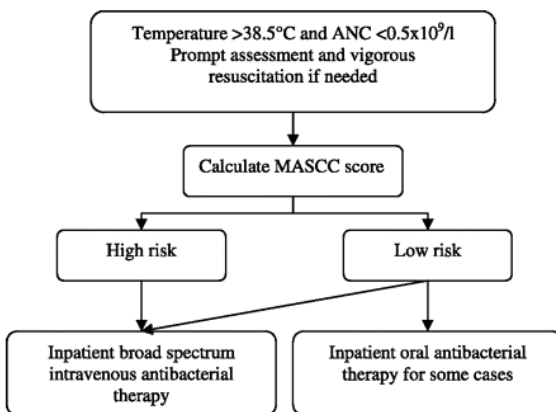 Temperature >38.5°C and ANC <0.5x10⁹/l
Prompt assessment and vigorous
resuscitation if needed
Calculate MASCC score
High risk
Low risk
Inpatient broad spectrum
intravenous antibacterial
therapy
Inpatient oral antibacterial
therapy for some cases